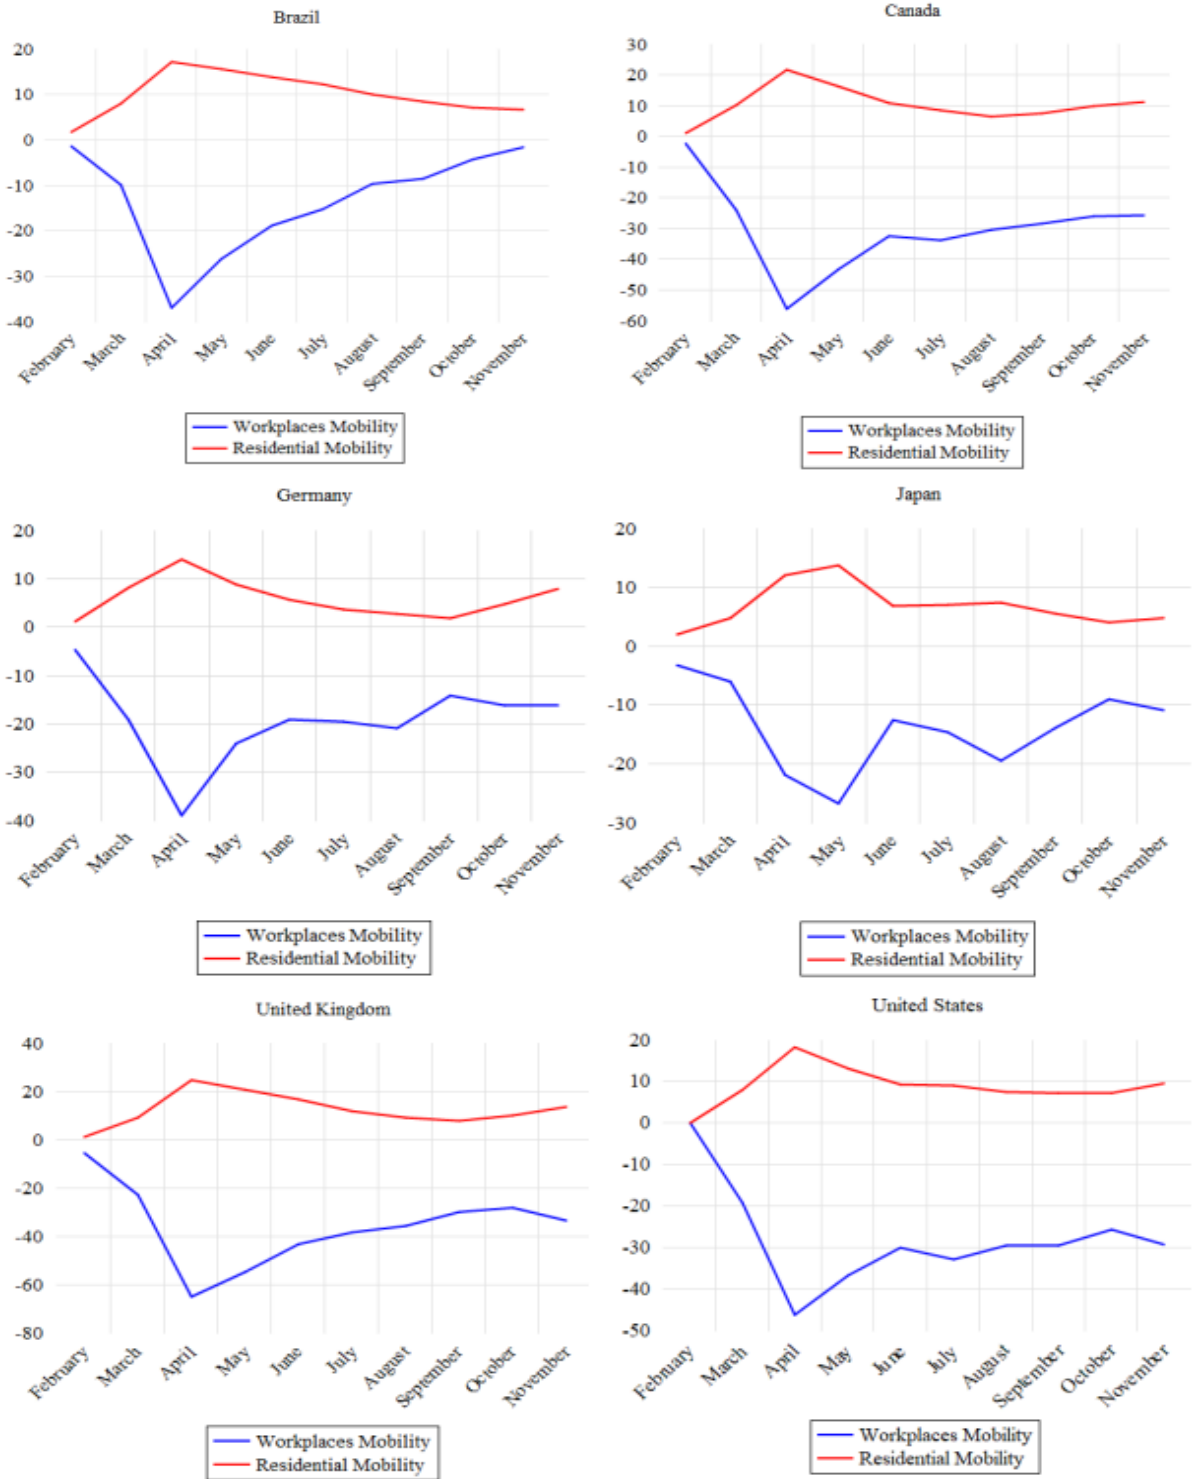 Brazil
20
10
0
-10
-20
-30
-40
February
March
April
May
June
July
August
September
October
November
Workplaces Mobility
Residential Mobility
Canada
30
20
10
0
-10
-20
-30
-40
-50
-60
February
March
April
May
June
July
August
September
October
November
Workplaces Mobility
Residential Mobility
Germany
20
10
0
-10
-20
-30
-40
February
March
April
May
June
July
August
September
October
November
Workplaces Mobility
Residential Mobility
Japan
20
10
0
-10
-20
-30
February
March
April
May
June
July
August
September
October
November
Workplaces Mobility
Residential Mobility
United Kingdom
40
20
0
-20
-40
-60
-80
February
March
April
May
June
July
August
September
October
November
Workplaces Mobility
Residential Mobility
United States
20
10
0
-10
-20
-30
-40
-50
February
March
April
May
June
July
August
September
October
November
Workplaces Mobility
Residential Mobility